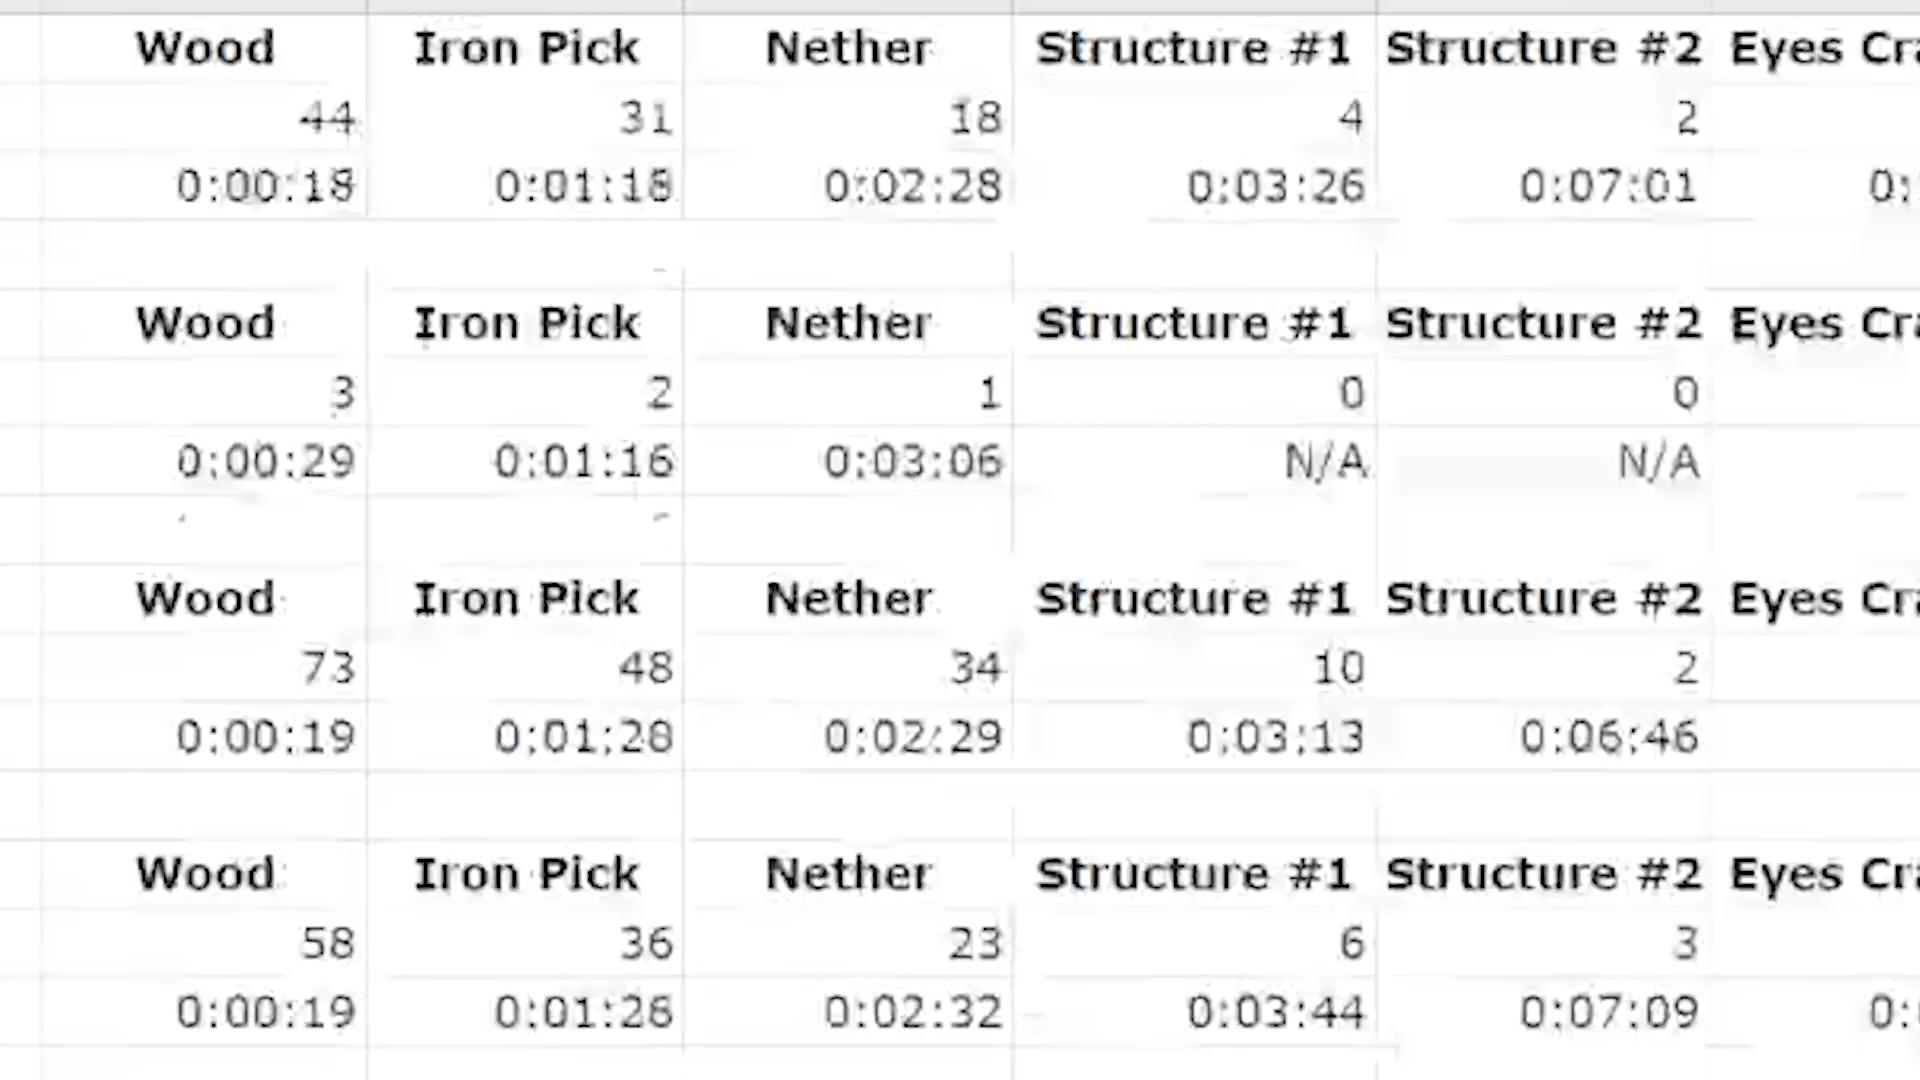 Wood Iron Pick Nether Structure #1 Structure #2 Eyes Cra
44 31 18 4 2
0:00:18 0:01:18 0:02:28 0:03:26 0:07:01 0:
Wood Iron Pick Nether Structure #1 Structure #2 Eyes Cra
3 2 1 0 0
0:00:29 0:01:16 0:03:06 N/A N/A
Wood Iron Pick Nether Structure #1 Structure #2 Eyes Cra
73 48 34 10 2
0:00:19 0:01:28 0:02:29 0:03:13 0:06:46
Wood Iron Pick Nether Structure #1 Structure #2 Eyes Cra
58 36 23 6 3
0:00:19 0:01:26 0:02:32 0:03:44 0:07:09 0: